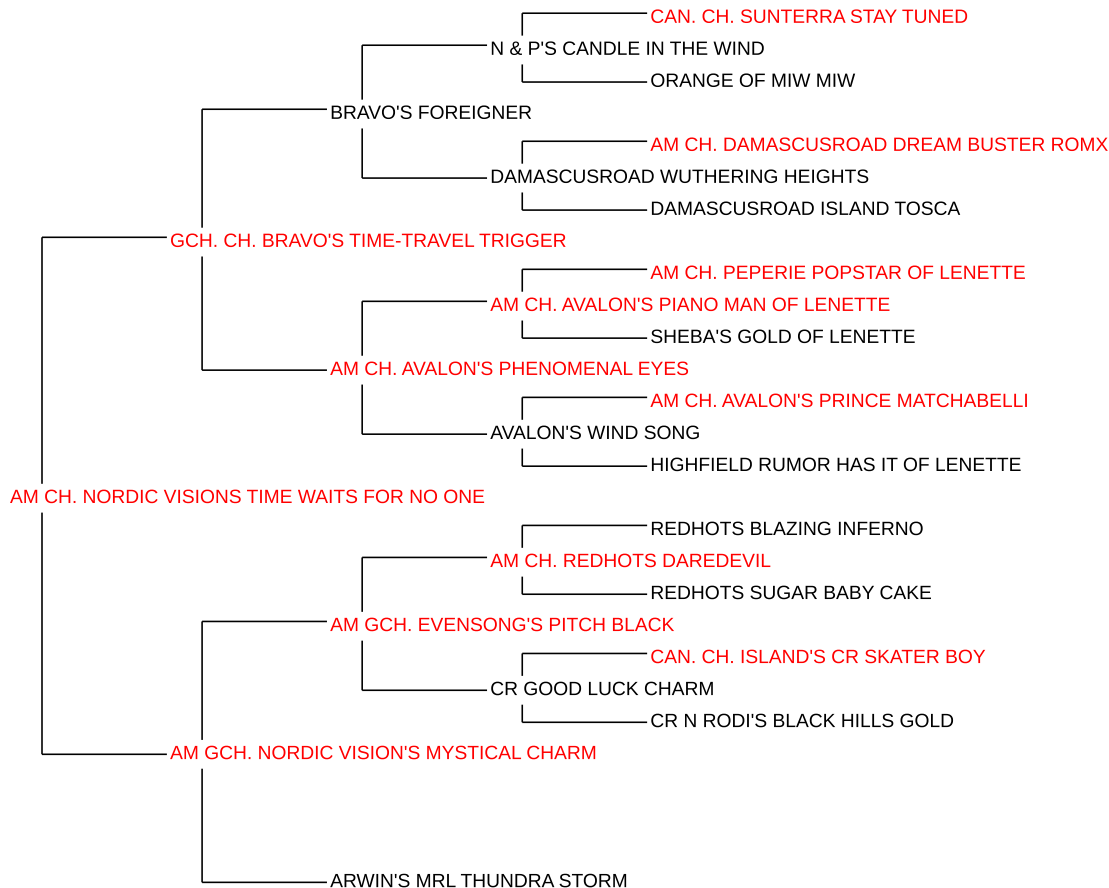 CAN. CH. SUNTERRA STAY TUNED
N & P'S CANDLE IN THE WIND
ORANGE OF MIW MIW
BRAVO'S FOREIGNER
AM CH. DAMASCUSROAD DREAM BUSTER ROMX
DAMASCUSROAD WUTHERING HEIGHTS
DAMASCUSROAD ISLAND TOSCA
GCH. CH. BRAVO'S TIME-TRAVEL TRIGGER
AM CH. PEPERIE POPSTAR OF LENETTE
AM CH. AVALON'S PIANO MAN OF LENETTE
SHEBA'S GOLD OF LENETTE
AM CH. AVALON'S PHENOMENAL EYES
AM CH. AVALON'S PRINCE MATCHABELLI
AVALON'S WIND SONG
HIGHFIELD RUMOR HAS IT OF LENETTE
AM CH. NORDIC VISIONS TIME WAITS FOR NO ONE
REDHOTS BLAZING INFERNO
AM CH. REDHOTS DAREDEVIL
REDHOTS SUGAR BABY CAKE
AM GCH. EVENSONG'S PITCH BLACK
CAN. CH. ISLAND'S CR SKATER BOY
CR GOOD LUCK CHARM
CR N RODI'S BLACK HILLS GOLD
AM GCH. NORDIC VISION'S MYSTICAL CHARM
ARWIN'S MRL THUNDRA STORM